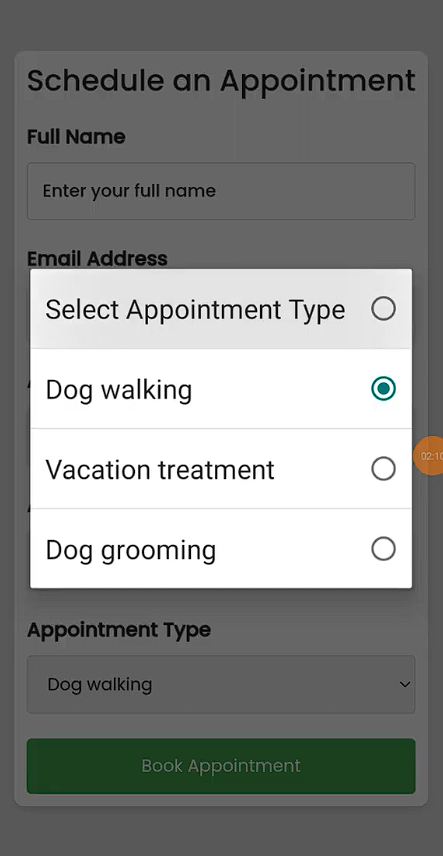 Schedule an Appointment
Full Name
Enter your full name
Email Address
Select Appointment Type
Dog walking
Vacation treatment
Dog grooming
02:10
Appointment Type
Dog walking
Book Appointment